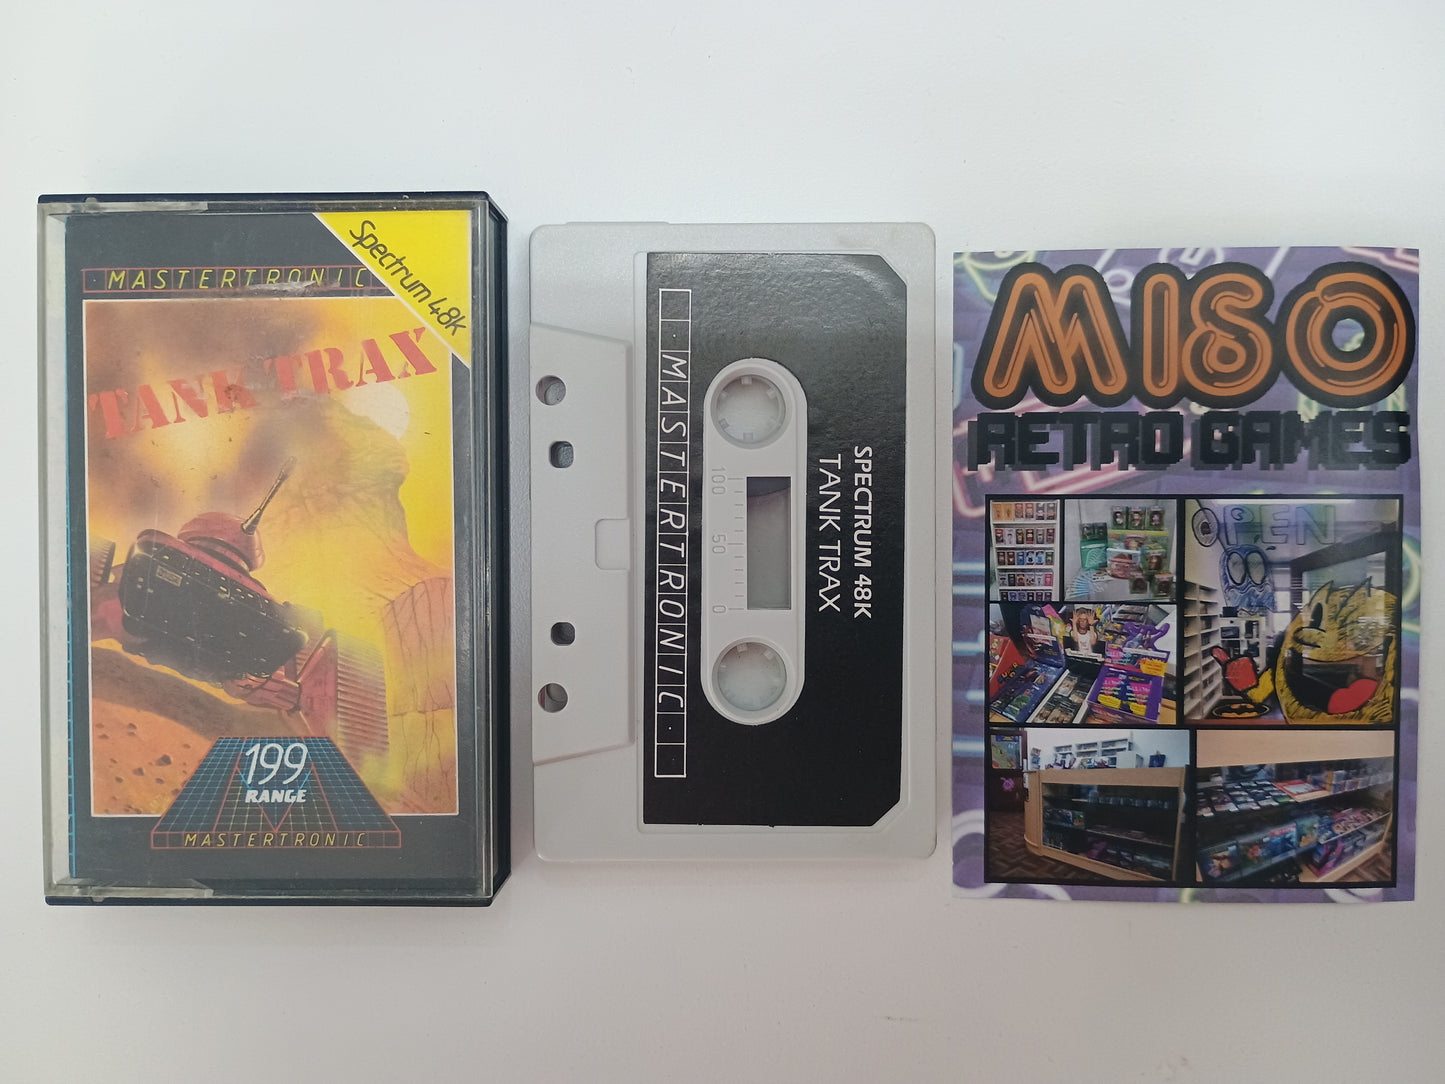 MASTERTRONIC
Spectrum 48K
TANK TRAX
199
RANGE
MASTERTRONIC
MASTERTRONIC
100
50
0
SPECTRUM 48K
TANK TRAX
MISO
RETRO GAMES
OPEN